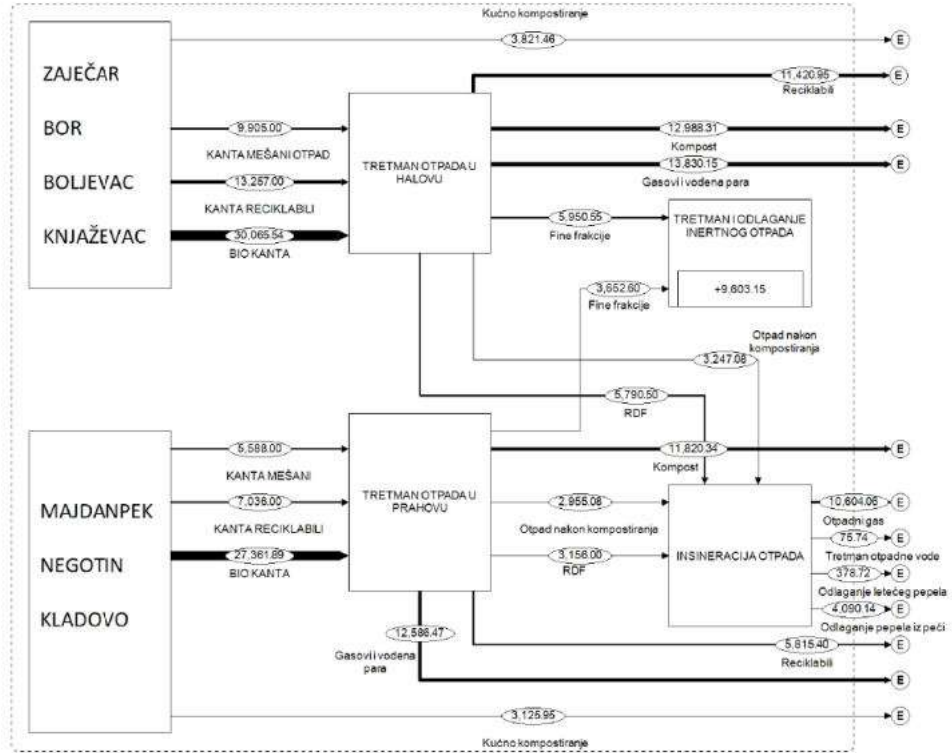 Kućno kompostiranje
3.821.46
E
ZAJEČAR
BOR
BOLJEVAC
KNJAŽEVAC
9,905.00
KANTA MEŠANI OTPAD
13,257.00
KANTA RECIKLABILI
30,065.54
BIO KANTA
TRETMAN OTPADA U
HALOVU
11,420.95
E
Reciklabili
12,988.31
E
Kompost
13,830.15
E
Gasovi i vodena para
5,950.55
Fine frakcije
TRETMAN I ODLAGANJE
INERTNOG OTPADA
+9,603.15
3,652.60
Fine frakcije
Otpad nakon
kompostiranja
3,247.08
5,790.50
RDF
MAJDANPEK
NEGOTIN
KLADOVO
5,588.00
KANTA MEŠANI
7,036.00
KANTA RECIKLABILI
27,361.89
BIO KANTA
TRETMAN OTPADA U
PRAHOVU
11,820.34
E
Kompost
2,955.08
Otpad nakon kompostiranja
3,156.00
RDF
INSINERACIJA OTPADA
10,604.06
E
Otpadni gas
75.74
E
Tretman otpadne vode
378.72
E
Odlaganje letećeg pepela
4,090.14
E
Odlaganje pepela iz peći
12,586.47
Gasovi i vodena
para
5,815.40
E
Reciklabili
E
3,125.95
E
Kućno kompostiranje